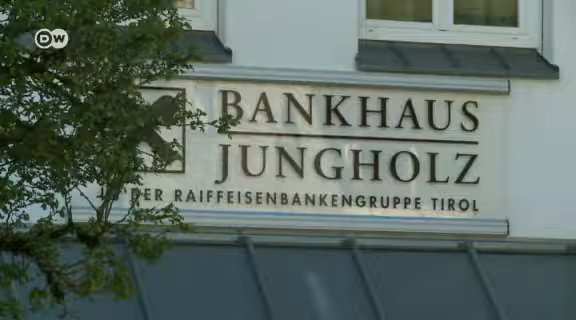 DW
BANKHAUS
JUNGHOLZ
DER RAIFFEISENBANKENGRUPPE TIROL